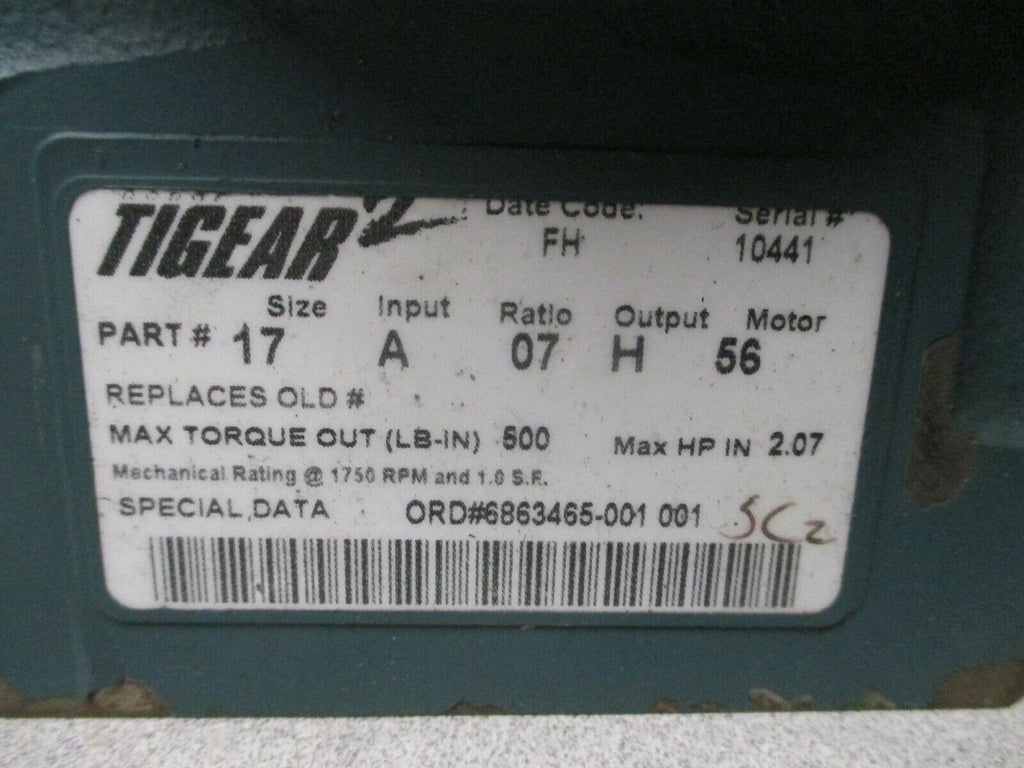 TIGEAR 2 Date Code: Serial #
FH 10441
Size Input Ratio Output Motor
PART # 17 A 07 H 56
REPLACES OLD #
MAX TORQUE OUT (LB-IN) 500 Max HP IN 2.07
Mechanical Rating @ 1750 RPM and 1.0 S.F.
SPECIAL DATA ORD#6863465-001 001 SC2